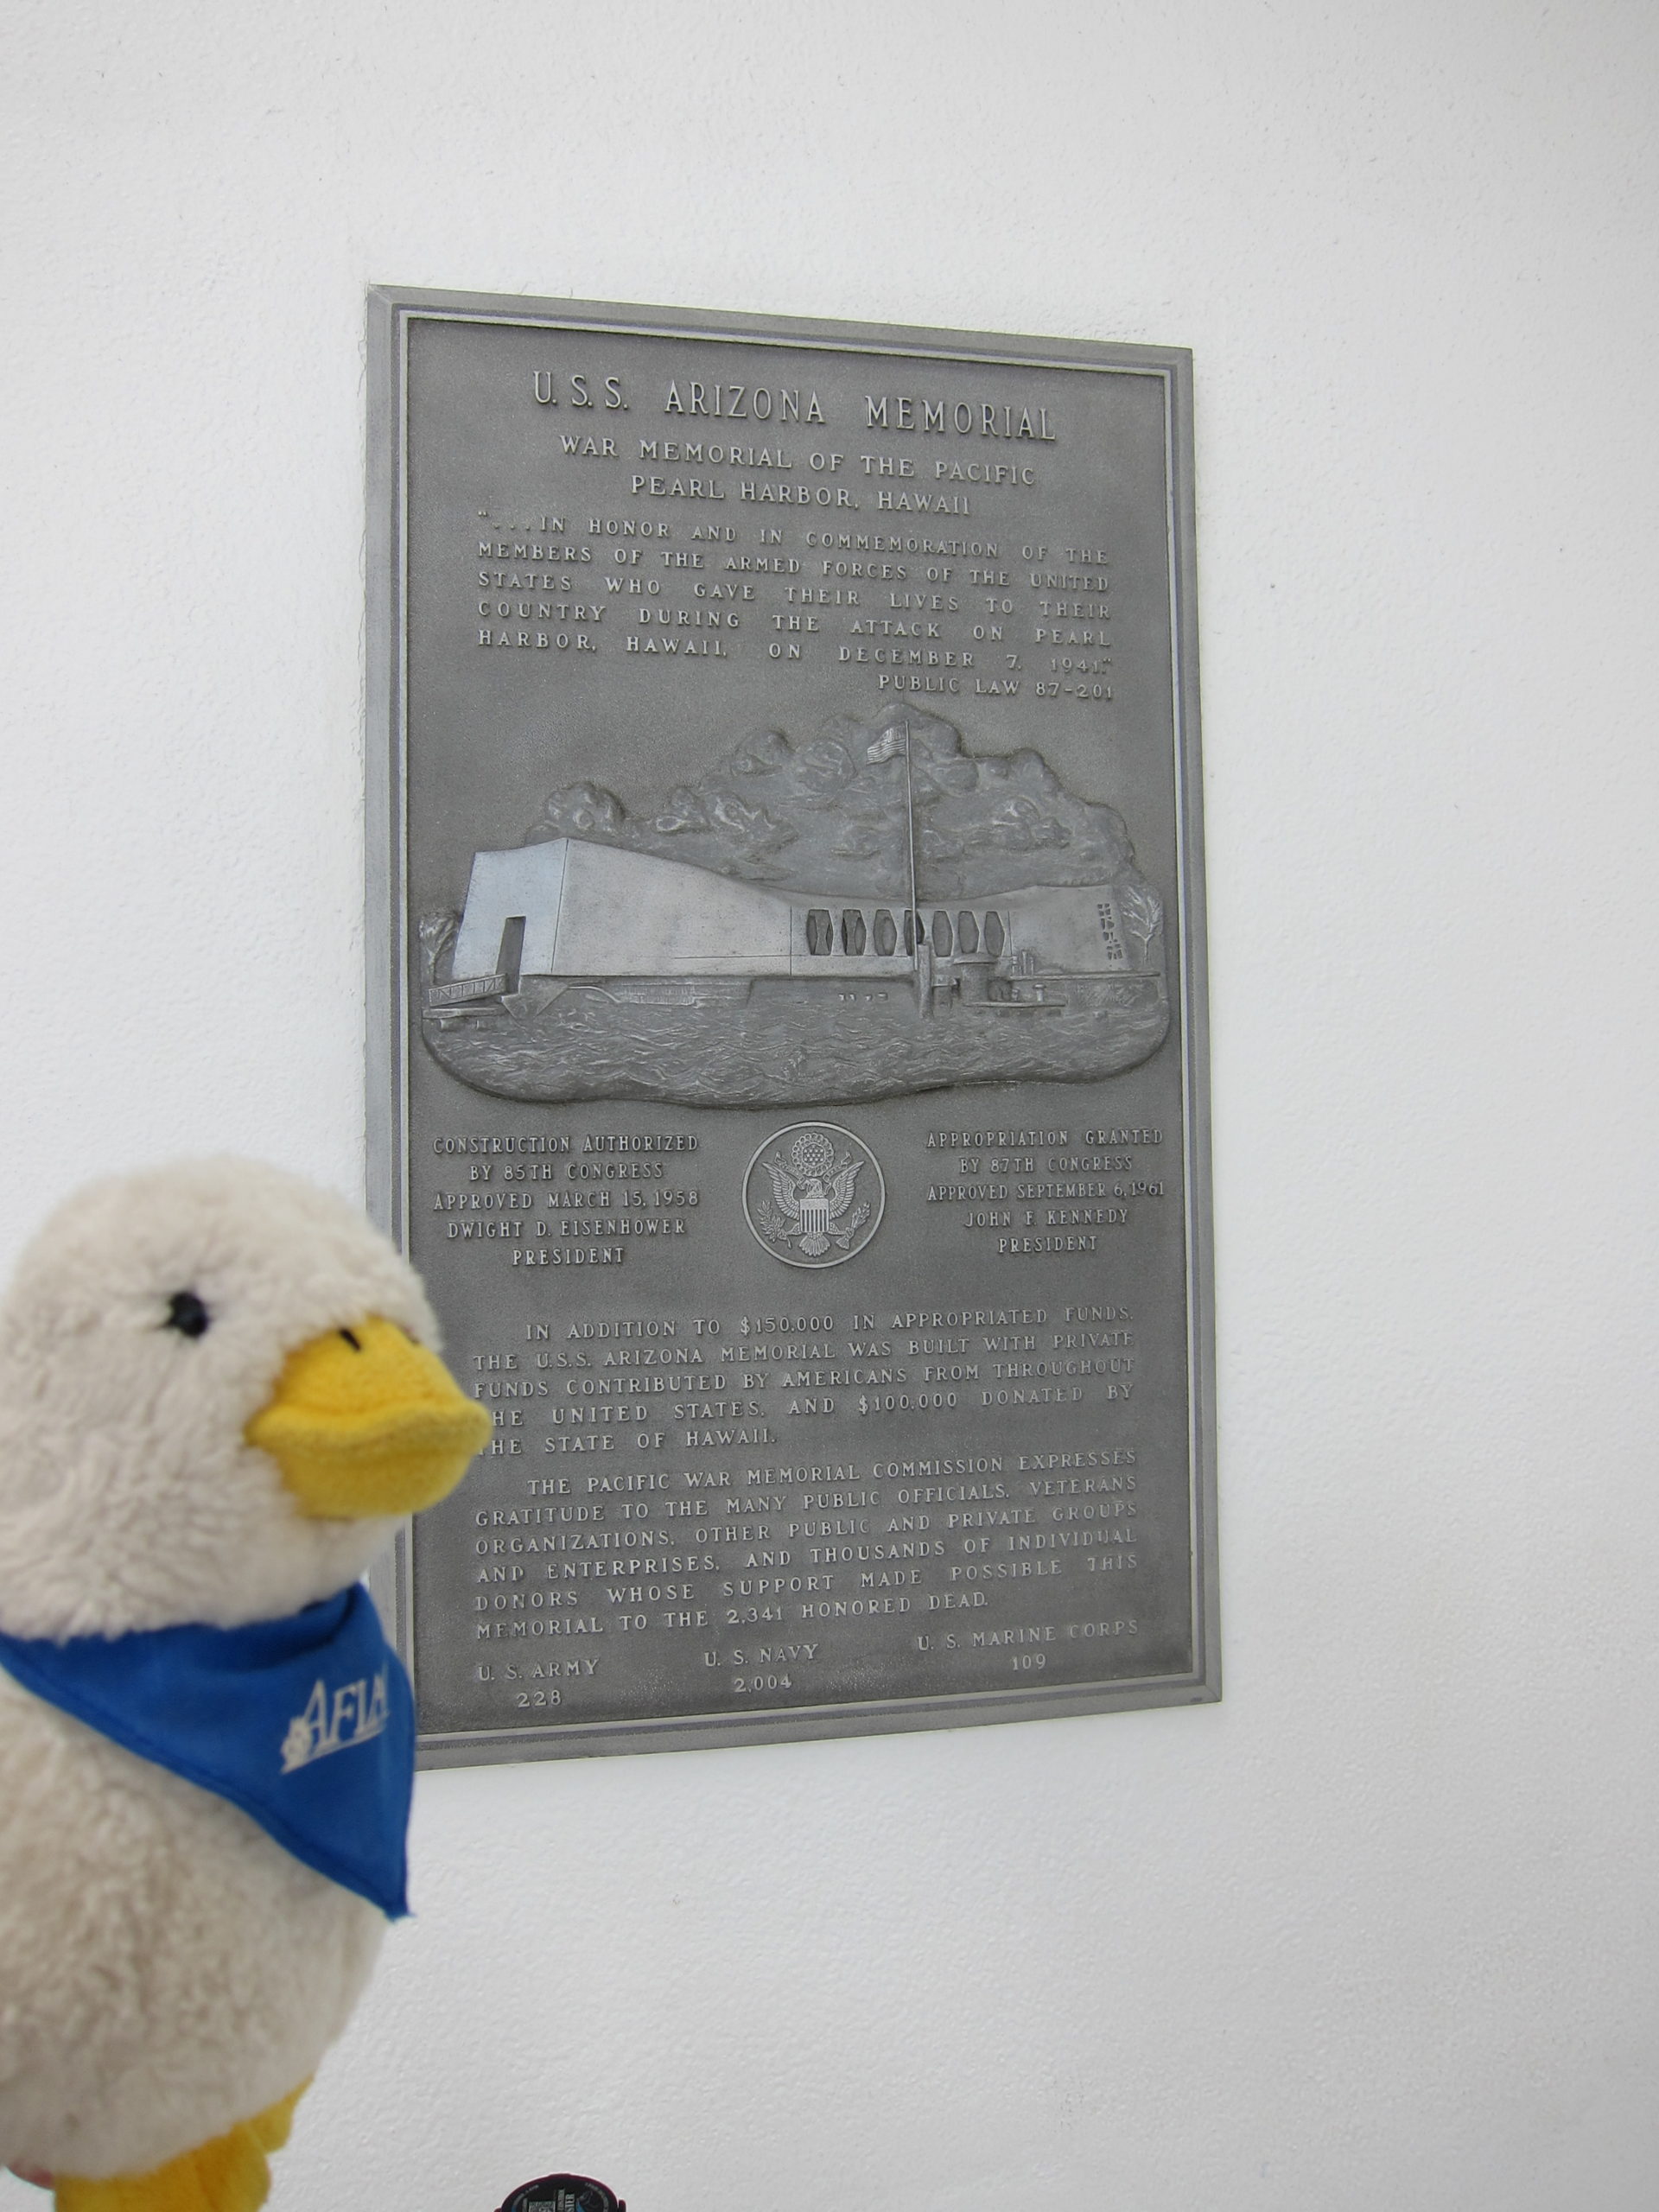 U.S.S. ARIZONA MEMORIAL
WAR MEMORIAL OF THE PACIFIC
PEARL HARBOR, HAWAII
"...IN HONOR AND IN COMMEMORATION OF THE
MEMBERS OF THE ARMED FORCES OF THE UNITED
STATES WHO GAVE THEIR LIVES TO THEIR
COUNTRY DURING THE ATTACK ON PEARL
HARBOR, HAWAII, ON DECEMBER 7, 1941."
PUBLIC LAW 87-201
CONSTRUCTION AUTHORIZED
BY 85TH CONGRESS
APPROVED MARCH 15, 1958
DWIGHT D. EISENHOWER
PRESIDENT
APPROPRIATION GRANTED
BY 87TH CONGRESS
APPROVED SEPTEMBER 6, 1961
JOHN F. KENNEDY
PRESIDENT
IN ADDITION TO $150,000 IN APPROPRIATED FUNDS,
THE U.S.S. ARIZONA MEMORIAL WAS BUILT WITH PRIVATE
FUNDS CONTRIBUTED BY AMERICANS FROM THROUGHOUT
THE UNITED STATES, AND $100,000 DONATED BY
THE STATE OF HAWAII.
THE PACIFIC WAR MEMORIAL COMMISSION EXPRESSES
GRATITUDE TO THE MANY PUBLIC OFFICIALS, VETERANS
ORGANIZATIONS, OTHER PUBLIC AND PRIVATE GROUPS
AND ENTERPRISES, AND THOUSANDS OF INDIVIDUAL
DONORS WHOSE SUPPORT MADE POSSIBLE THIS
MEMORIAL TO THE 2,341 HONORED DEAD.
U. S. ARMY
228
U. S. NAVY
2,004
U. S. MARINE CORPS
109